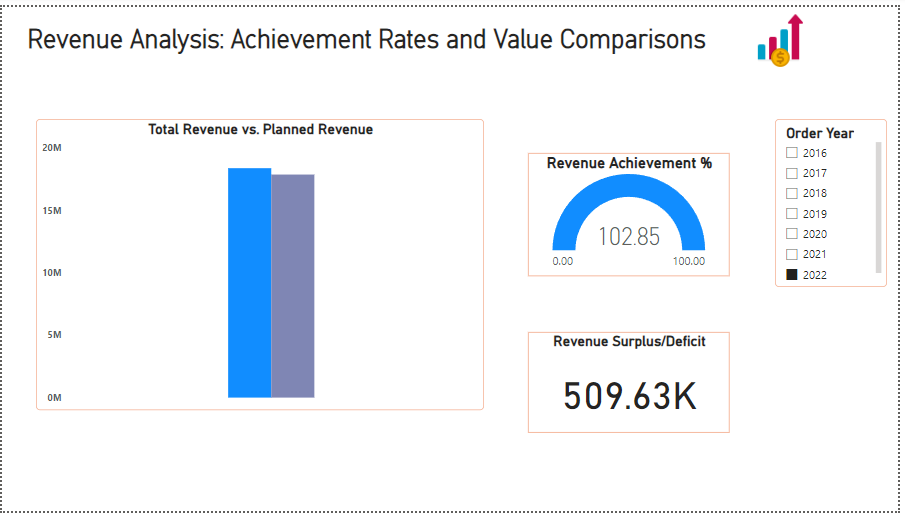 Revenue Analysis: Achievement Rates and Value Comparisons
$
Total Revenue vs. Planned Revenue
20M
15M
10M
5M
0M
Revenue Achievement %
102.85
0.00 100.00
Revenue Surplus/Deficit
509.63K
Order Year
2016
2017
2018
2019
2020
2021
2022